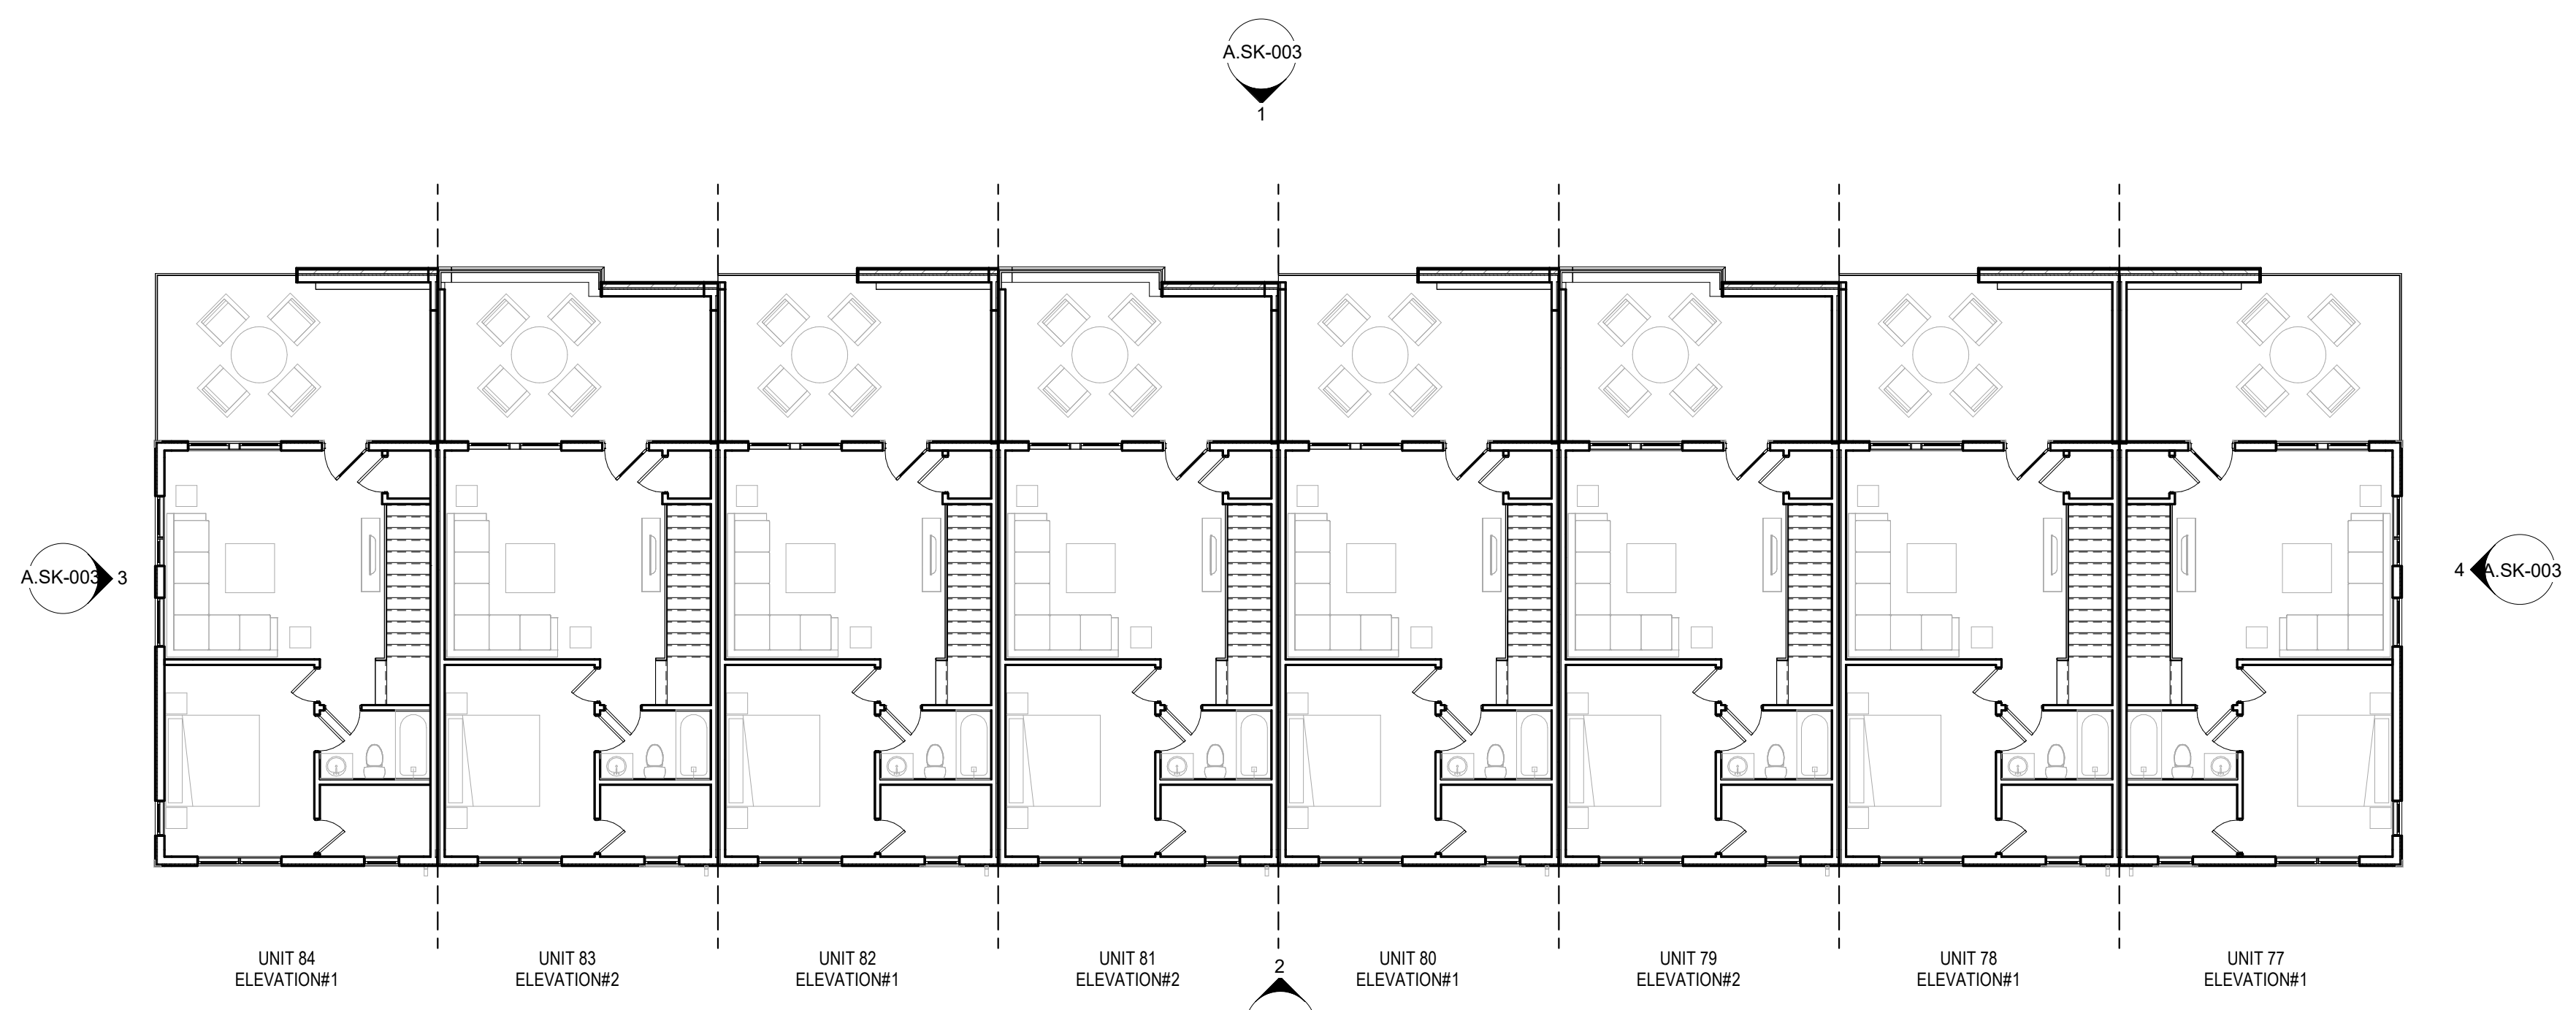 A.SK-003
1
A.SK-003 3
4 A.SK-003
UNIT 84
ELEVATION#1
UNIT 83
ELEVATION#2
UNIT 82
ELEVATION#1
UNIT 81
ELEVATION#2
2
UNIT 80
ELEVATION#1
UNIT 79
ELEVATION#2
UNIT 78
ELEVATION#1
UNIT 77
ELEVATION#1